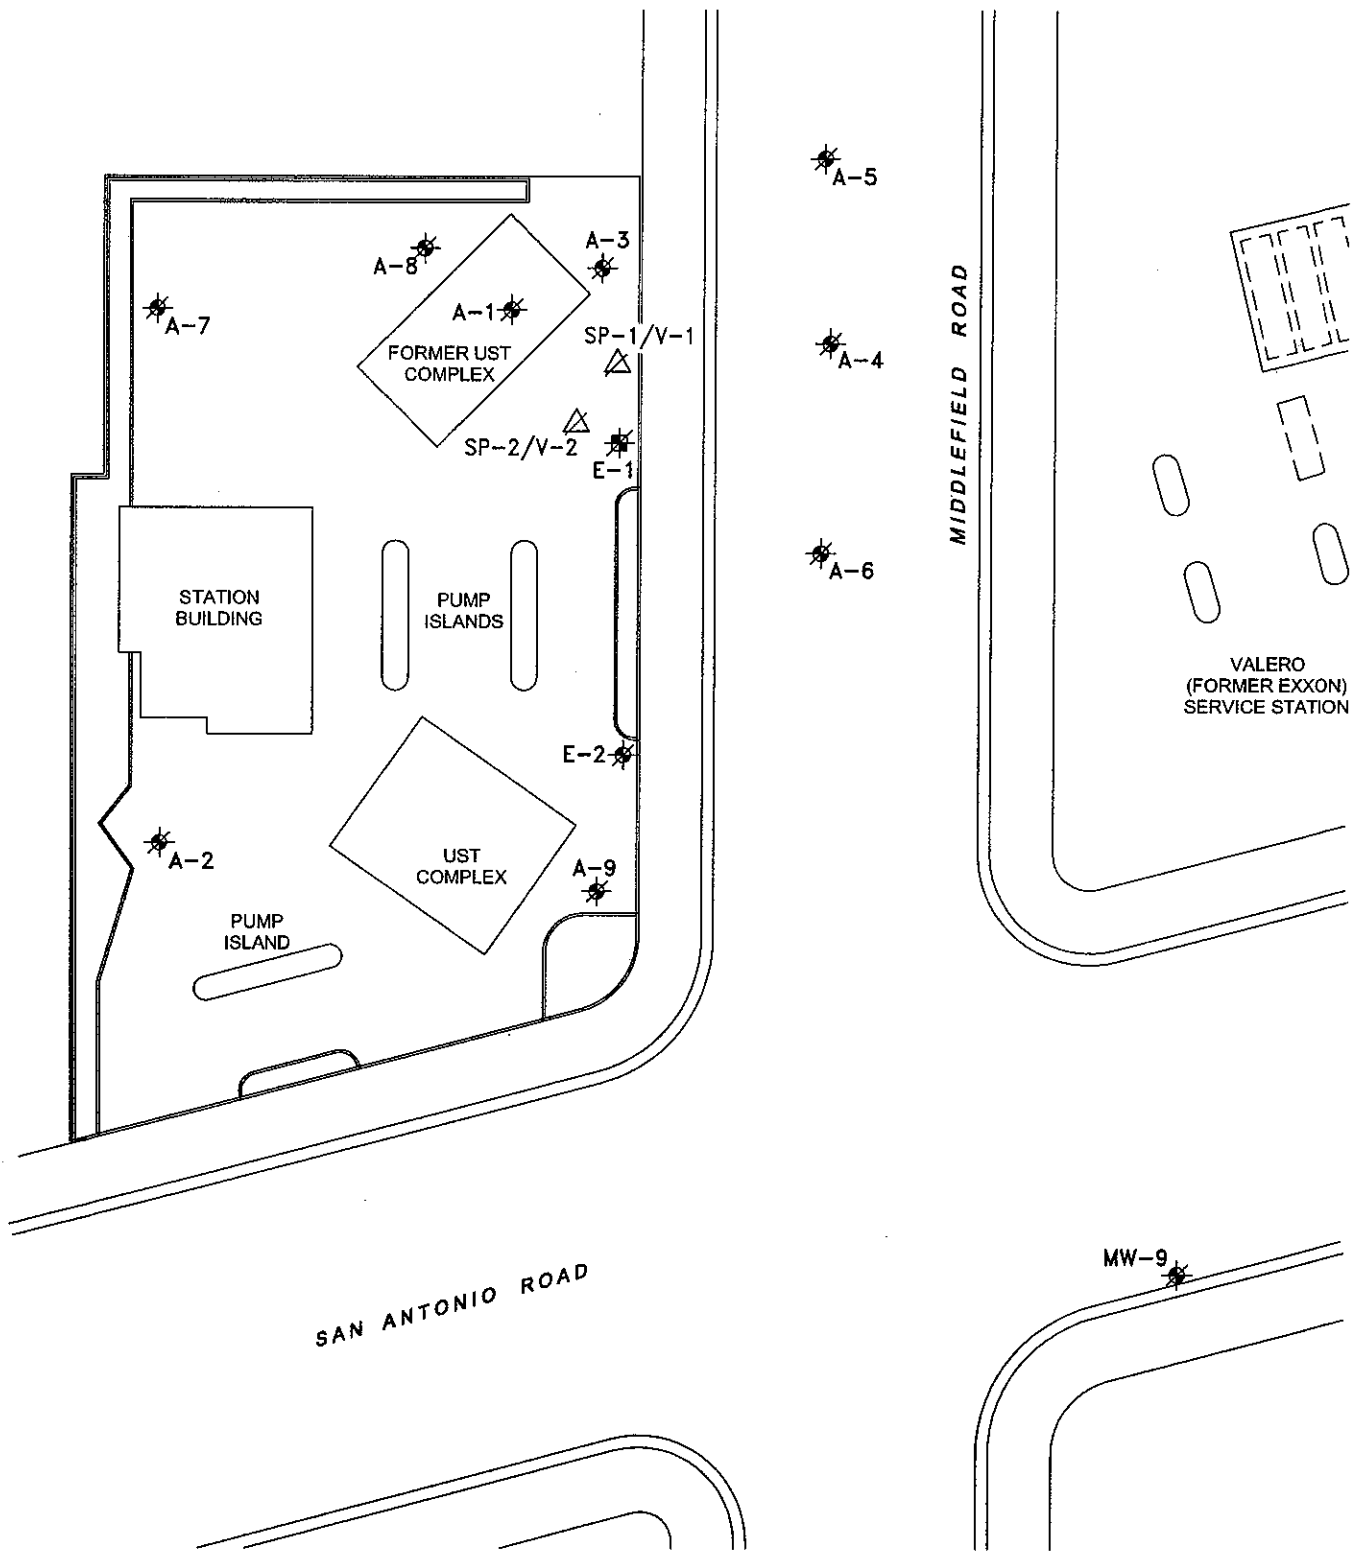 A-5
A-3
A-8
A-7
A-1
SP-1/V-1
A-4
FORMER UST
COMPLEX
SP-2/V-2
E-1
MIDDLEFIELD ROAD
A-6
STATION
BUILDING
PUMP
ISLANDS
VALERO
(FORMER EXXON)
SERVICE STATION
E-2
A-2
UST
COMPLEX
A-9
PUMP
ISLAND
MW-9
SAN ANTONIO ROAD